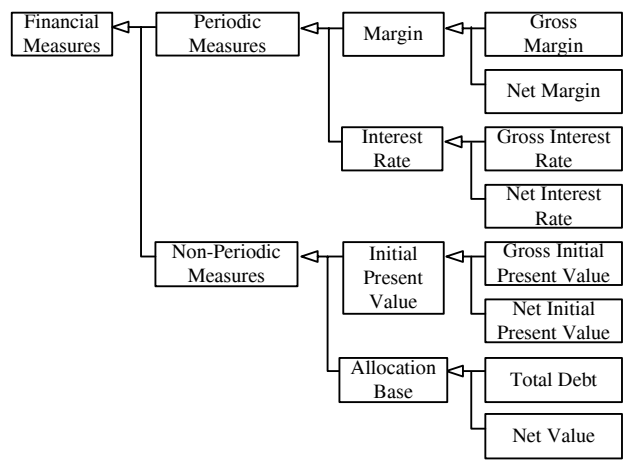 Financial
Measures
Periodic
Measures
Margin
Gross
Margin
Net Margin
Interest
Rate
Gross Interest
Rate
Net Interest
Rate
Non-Periodic
Measures
Initial
Present
Value
Gross Initial
Present Value
Net Initial
Present Value
Allocation
Base
Total Debt
Net Value